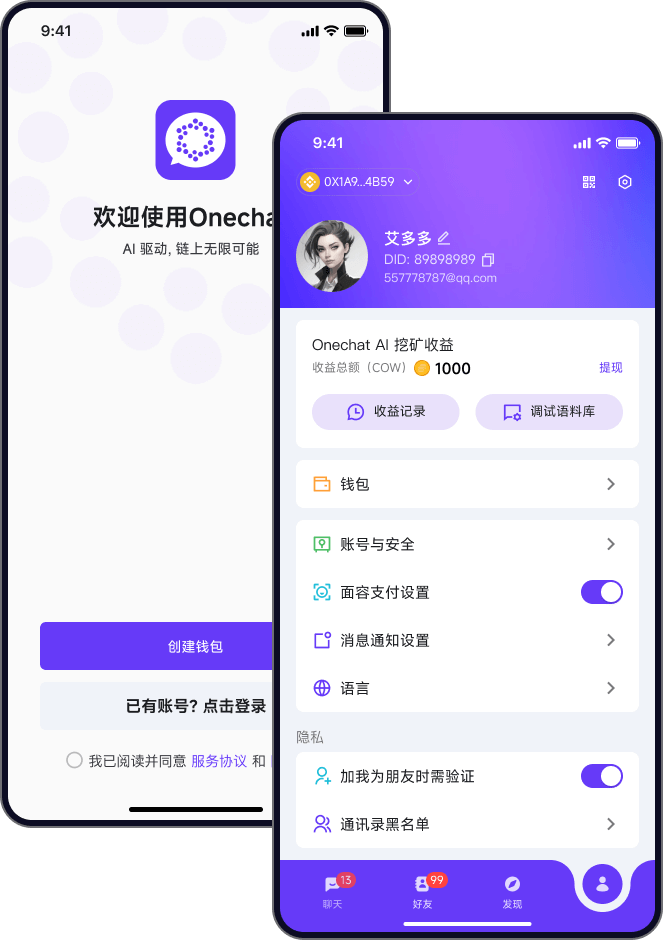 9:41
欢迎使用Onecha
AI 驱动, 链上无限可能
创建钱包
已有账号? 点击登录
我已阅读并同意 服务协议 和
9:41
0X1A9...4B59
艾多多
DID: 89898989
557778787@qq.com
Onechat AI 挖矿收益
收益总额（COW） 1000 提现
收益记录 调试语料库
钱包
账号与安全
面容支付设置
消息通知设置
语言
隐私
加我为朋友时需验证
通讯录黑名单
13 99
聊天 好友 发现